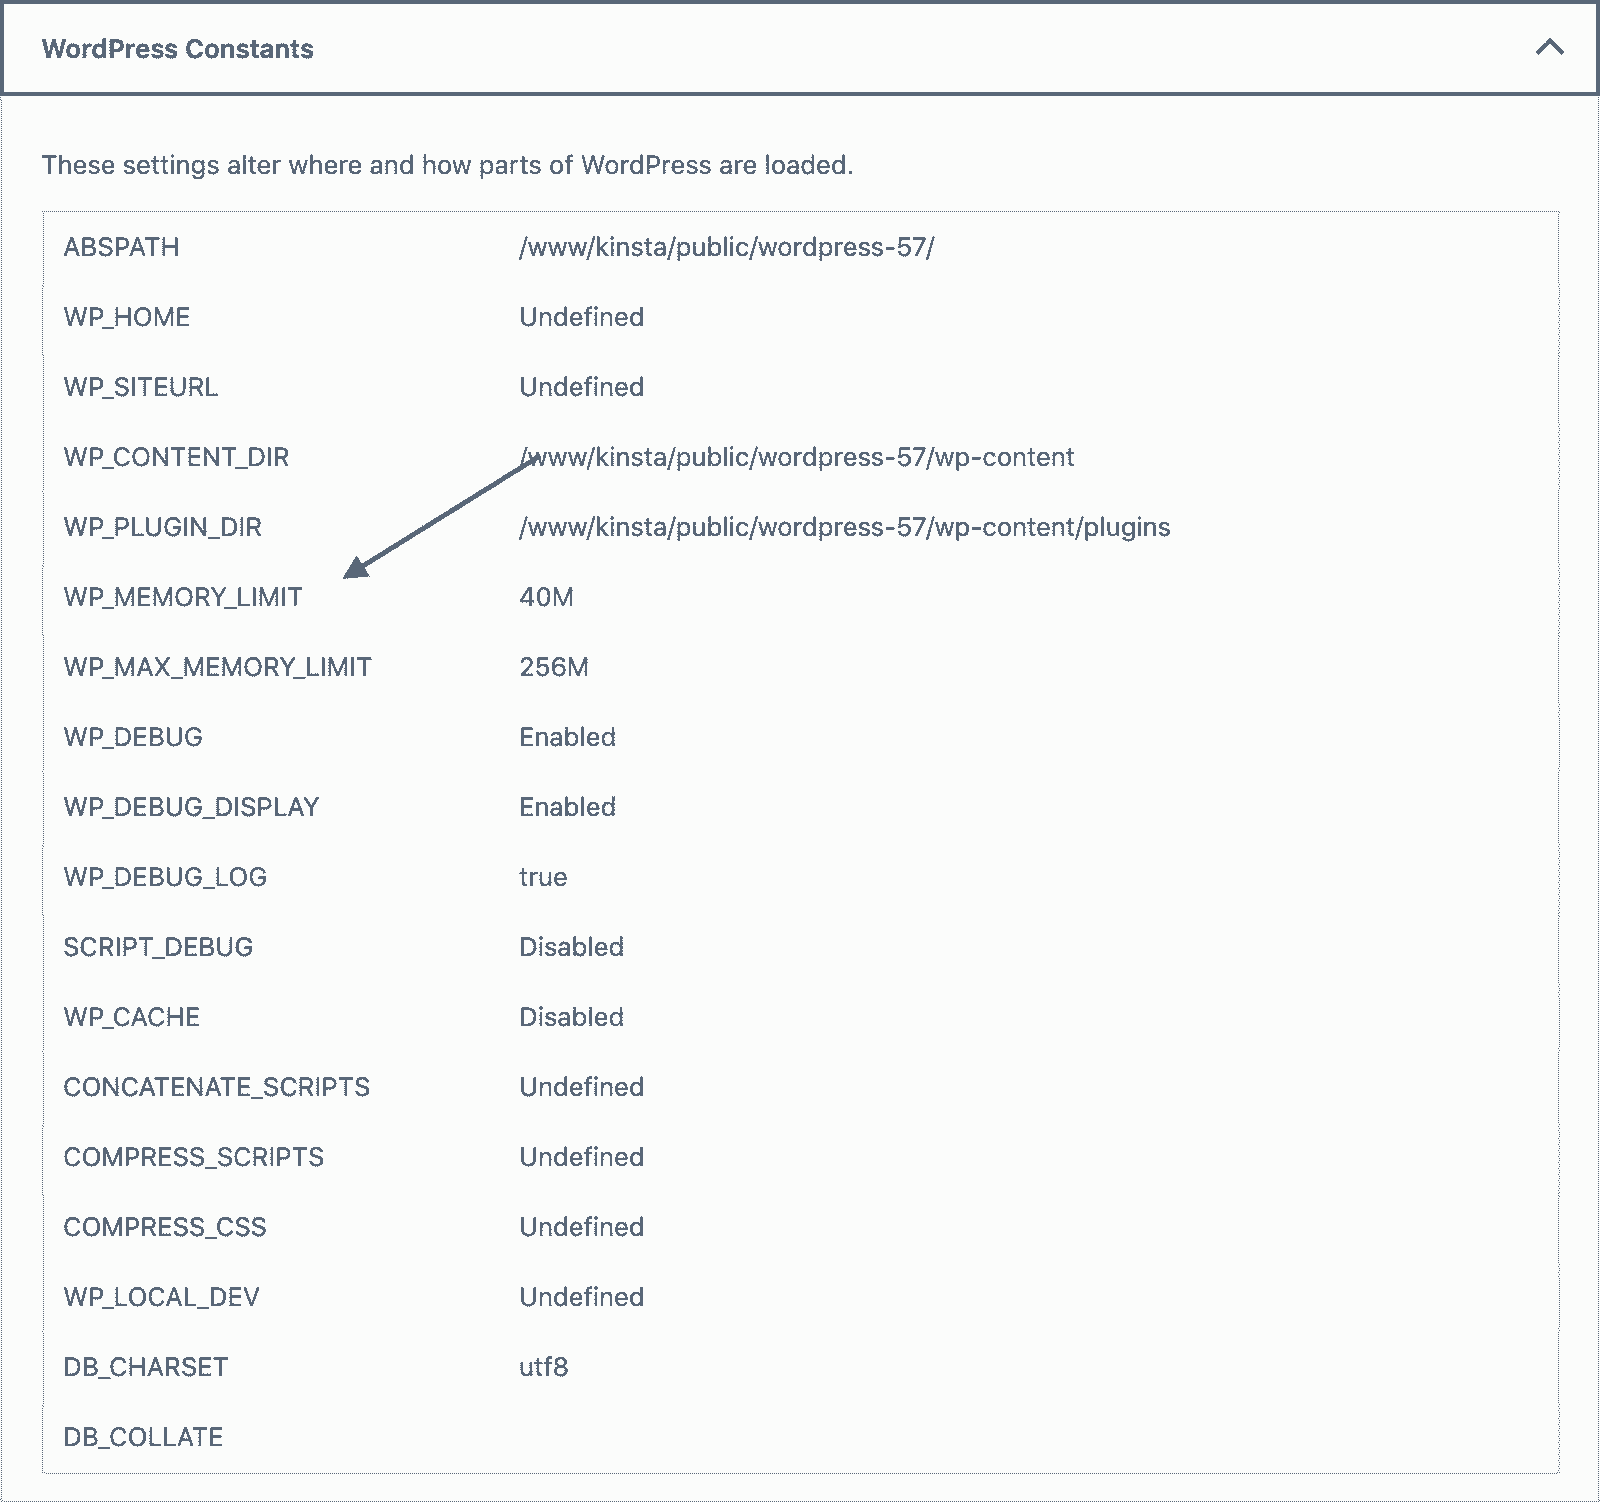 WordPress Constants
These settings alter where and how parts of WordPress are loaded.
ABSPATH /www/kinsta/public/wordpress-57/
WP_HOME Undefined
WP_SITEURL Undefined
WP_CONTENT_DIR /www/kinsta/public/wordpress-57/wp-content
WP_PLUGIN_DIR /www/kinsta/public/wordpress-57/wp-content/plugins
WP_MEMORY_LIMIT 40M
WP_MAX_MEMORY_LIMIT 256M
WP_DEBUG Enabled
WP_DEBUG_DISPLAY Enabled
WP_DEBUG_LOG true
SCRIPT_DEBUG Disabled
WP_CACHE Disabled
CONCATENATE_SCRIPTS Undefined
COMPRESS_SCRIPTS Undefined
COMPRESS_CSS Undefined
WP_LOCAL_DEV Undefined
DB_CHARSET utf8
DB_COLLATE